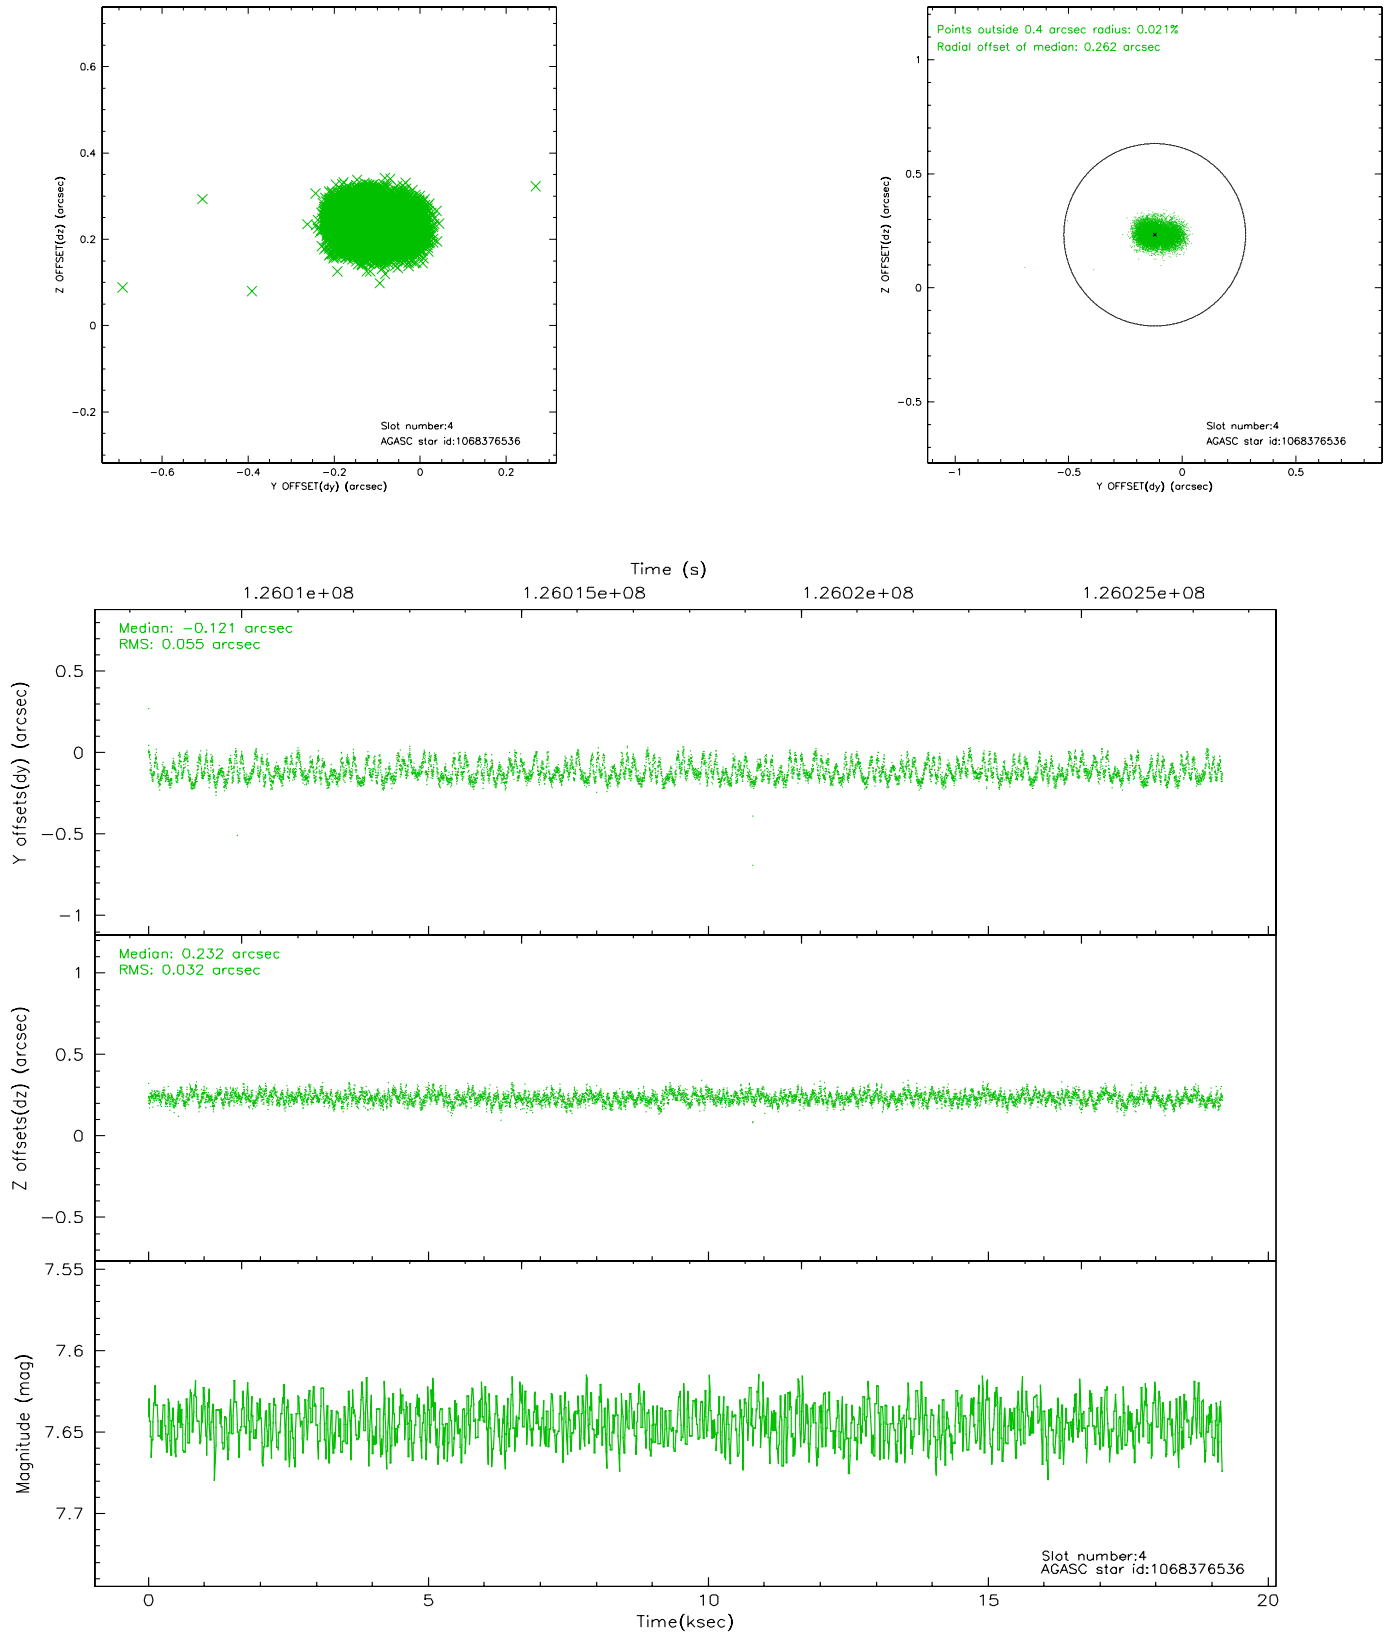 0.6
0.4
0.2
0
−0.2
Z OFFSET(dz) (arcsec)
Slot number:4
AGASC star id:1068376536
−0.6 −0.4 −0.2 0 0.2
Y OFFSET(dy) (arcsec)
Points outside 0.4 arcsec radius: 0.021%
Radial offset of median: 0.262 arcsec
1
0.5
0
−0.5
Z OFFSET(dz) (arcsec)
Slot number:4
AGASC star id:1068376536
−1 −0.5 0 0.5
Y OFFSET(dy) (arcsec)
Time (s)
1.2601e+08 1.26015e+08 1.2602e+08 1.26025e+08
Median: −0.121 arcsec
RMS: 0.055 arcsec
0.5
0
−0.5
−1
Y offsets(dy) (arcsec)
Median: 0.232 arcsec
RMS: 0.032 arcsec
1
0.5
0
−0.5
Z offsets(dz) (arcsec)
7.55
7.6
7.65
7.7
Magnitude (mag)
Slot number:4
AGASC star id:1068376536
0 5 10 15 20
Time(ksec)